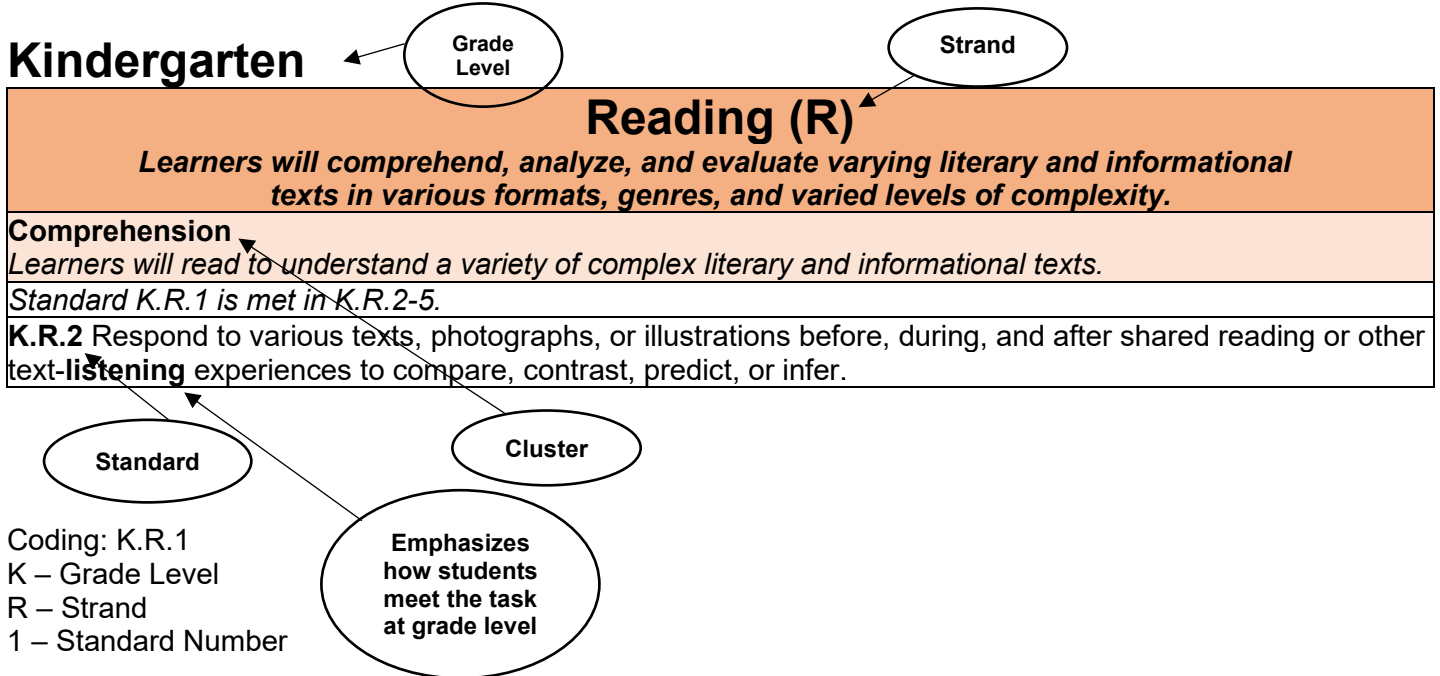 Grade
Level
Strand
Kindergarten
Reading (R)
Learners will comprehend, analyze, and evaluate varying literary and informational
texts in various formats, genres, and varied levels of complexity.
Comprehension
Learners will read to understand a variety of complex literary and informational texts.
Standard K.R.1 is met in K.R.2-5.
K.R.2 Respond to various texts, photographs, or illustrations before, during, and after shared reading or other
text-listening experiences to compare, contrast, predict, or infer.
Standard
Cluster
Emphasizes
how students
meet the task
at grade level
Coding: K.R.1
K – Grade Level
R – Strand
1 – Standard Number